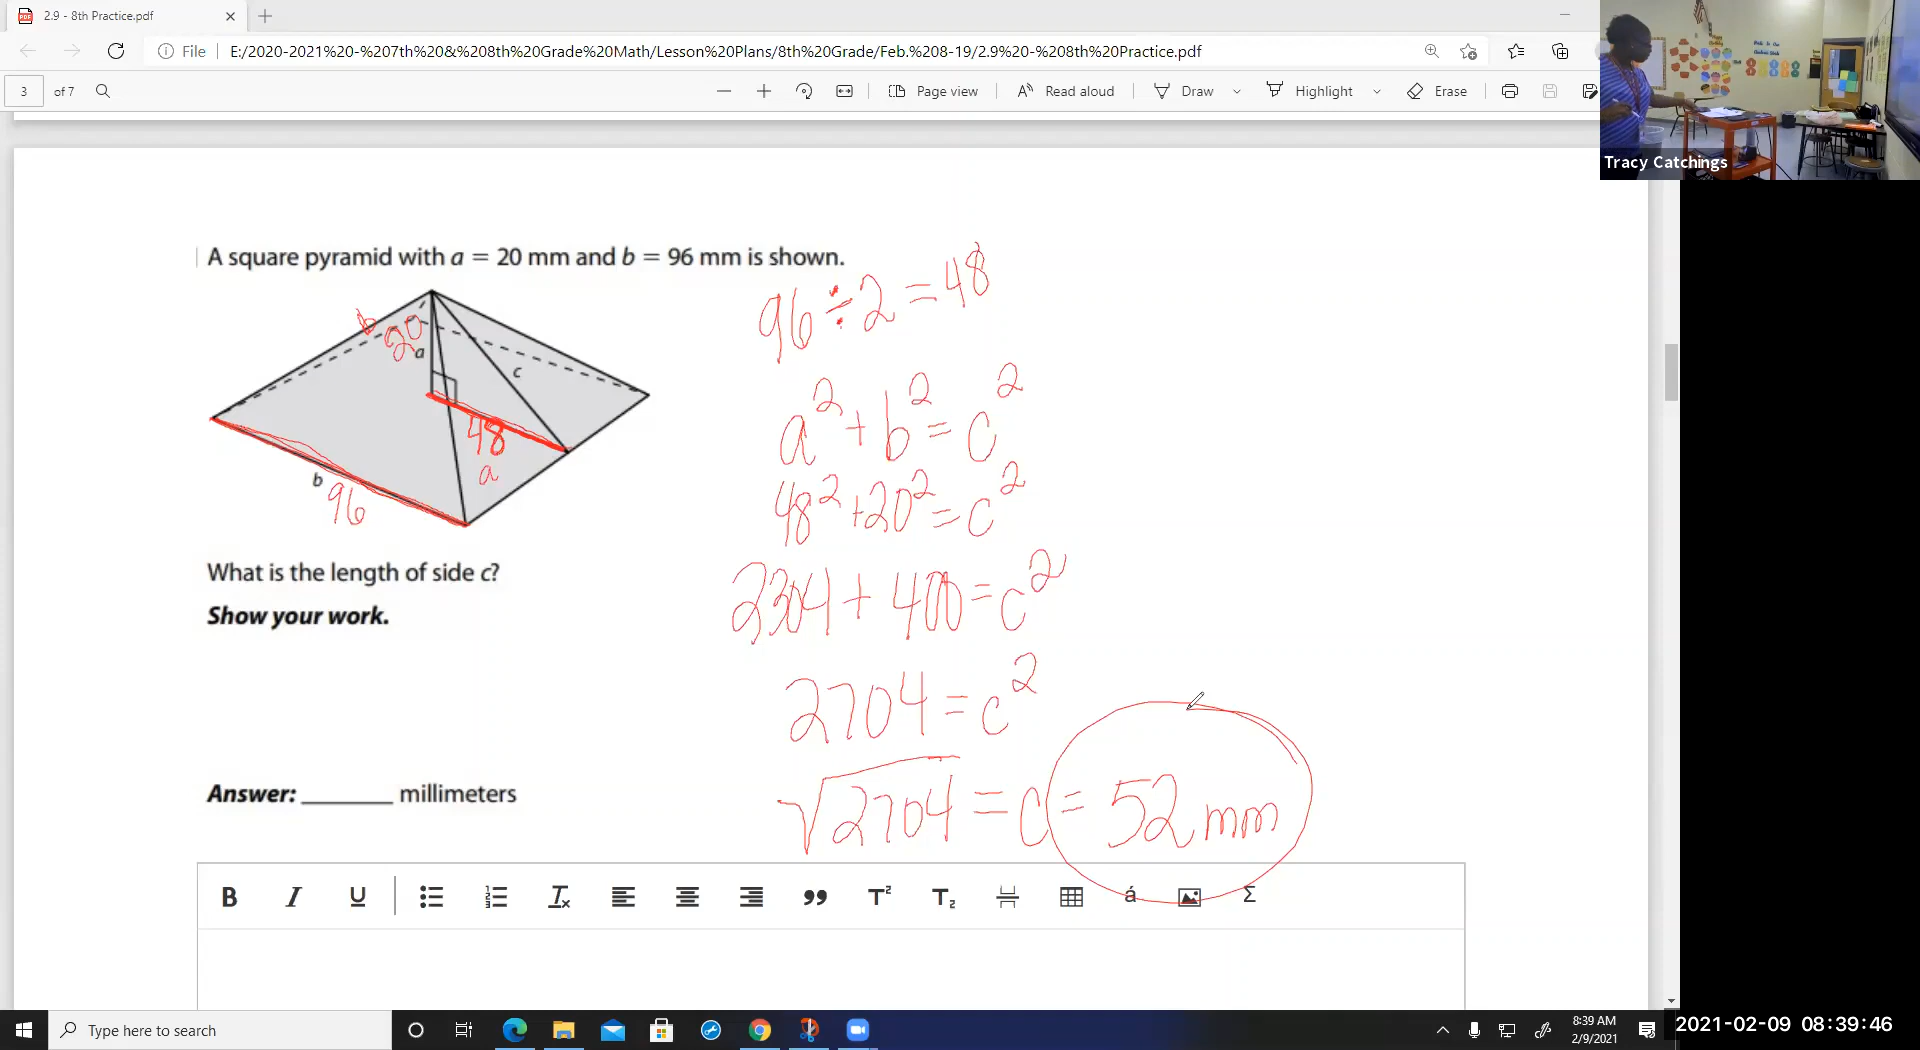 2.9 - 8th Practice.pdf
File
E:/2020-2021%20-%207th%20&%208th%20Grade%20Math/Lesson%20Plans/8th%20Grade/Feb.%208-19/2.9%20-%208th%20Practice.pdf
3 of 7
Page view
Read aloud
Draw
Highlight
Erase
Tracy Catchings
A square pyramid with a = 20 mm and b = 96 mm is shown.
96 ÷ 2 = 48
b
20
a
c
48
a
b
96
a² + b² = c²
48² + 20² = c²
What is the length of side c?
Show your work.
2304 + 400 = c²
2704 = c²
Answer: ________ millimeters
√2704 = c = 52 mm
B I U
T² T₂ á Σ
Type here to search
8:39 AM
2/9/2021
2021-02-09 08:39:46